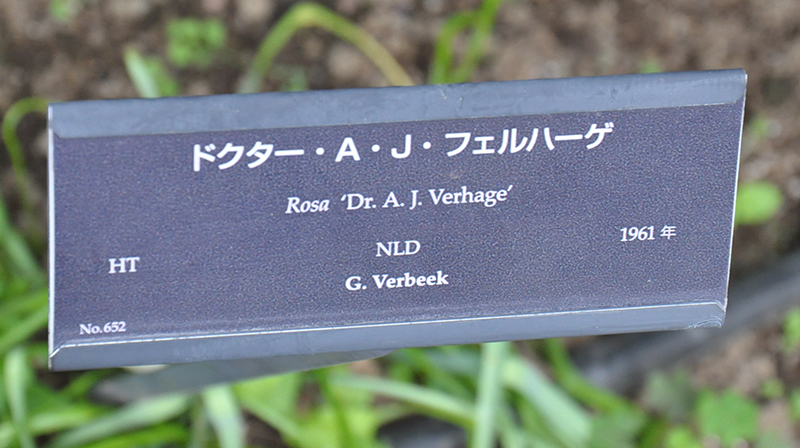 ドクター・A・J・フェルハーゲ
Rosa 'Dr. A. J. Verhage'
HT
NLD
1961 年
G. Verbeek
No.652